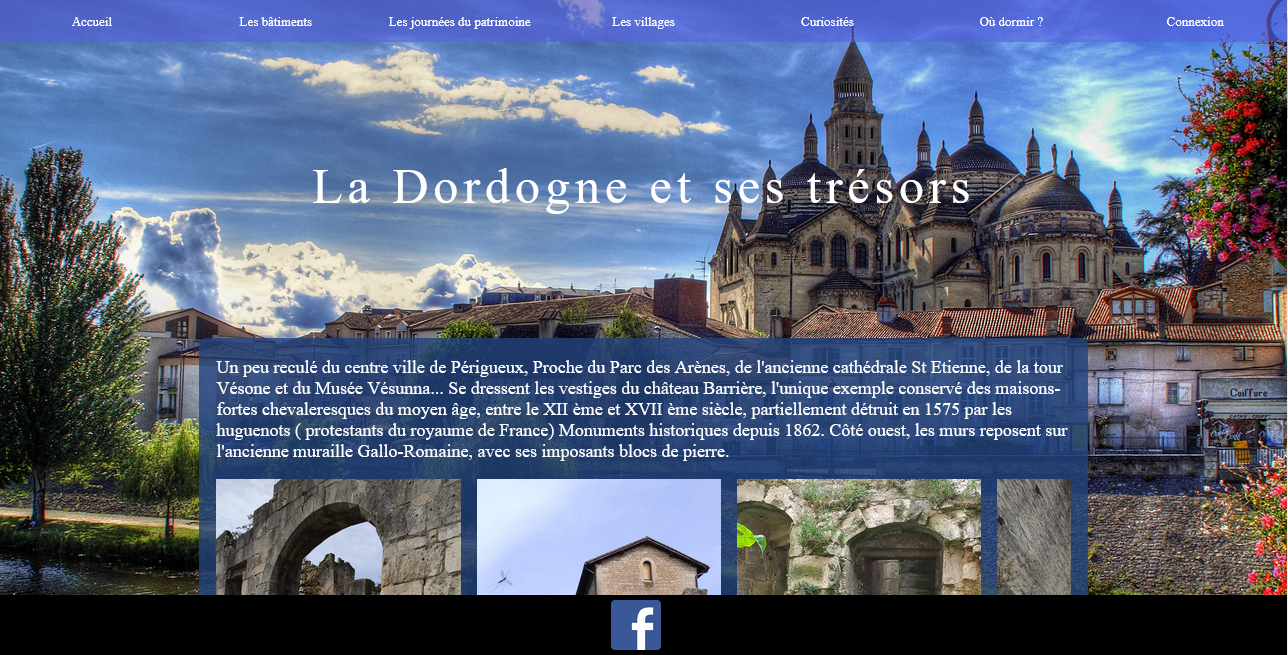 Accueil Les bâtiments Les journées du patrimoine Les villages Curiosités Où dormir ? Connexion
La Dordogne et ses trésors
Un peu reculé du centre ville de Périgueux, Proche du Parc des Arènes, de l'ancienne cathédrale St Etienne, de la tour
Vésone et du Musée Vésunna... Se dressent les vestiges du château Barrière, l'unique exemple conservé des maisons-
fortes chevaleresques du moyen âge, entre le XII ème et XVII ème siècle, partiellement détruit en 1575 par les
huguenots ( protestants du royaume de France) Monuments historiques depuis 1862. Côté ouest, les murs reposent sur
l'ancienne muraille Gallo-Romaine, avec ses imposants blocs de pierre.
Coiffure
f